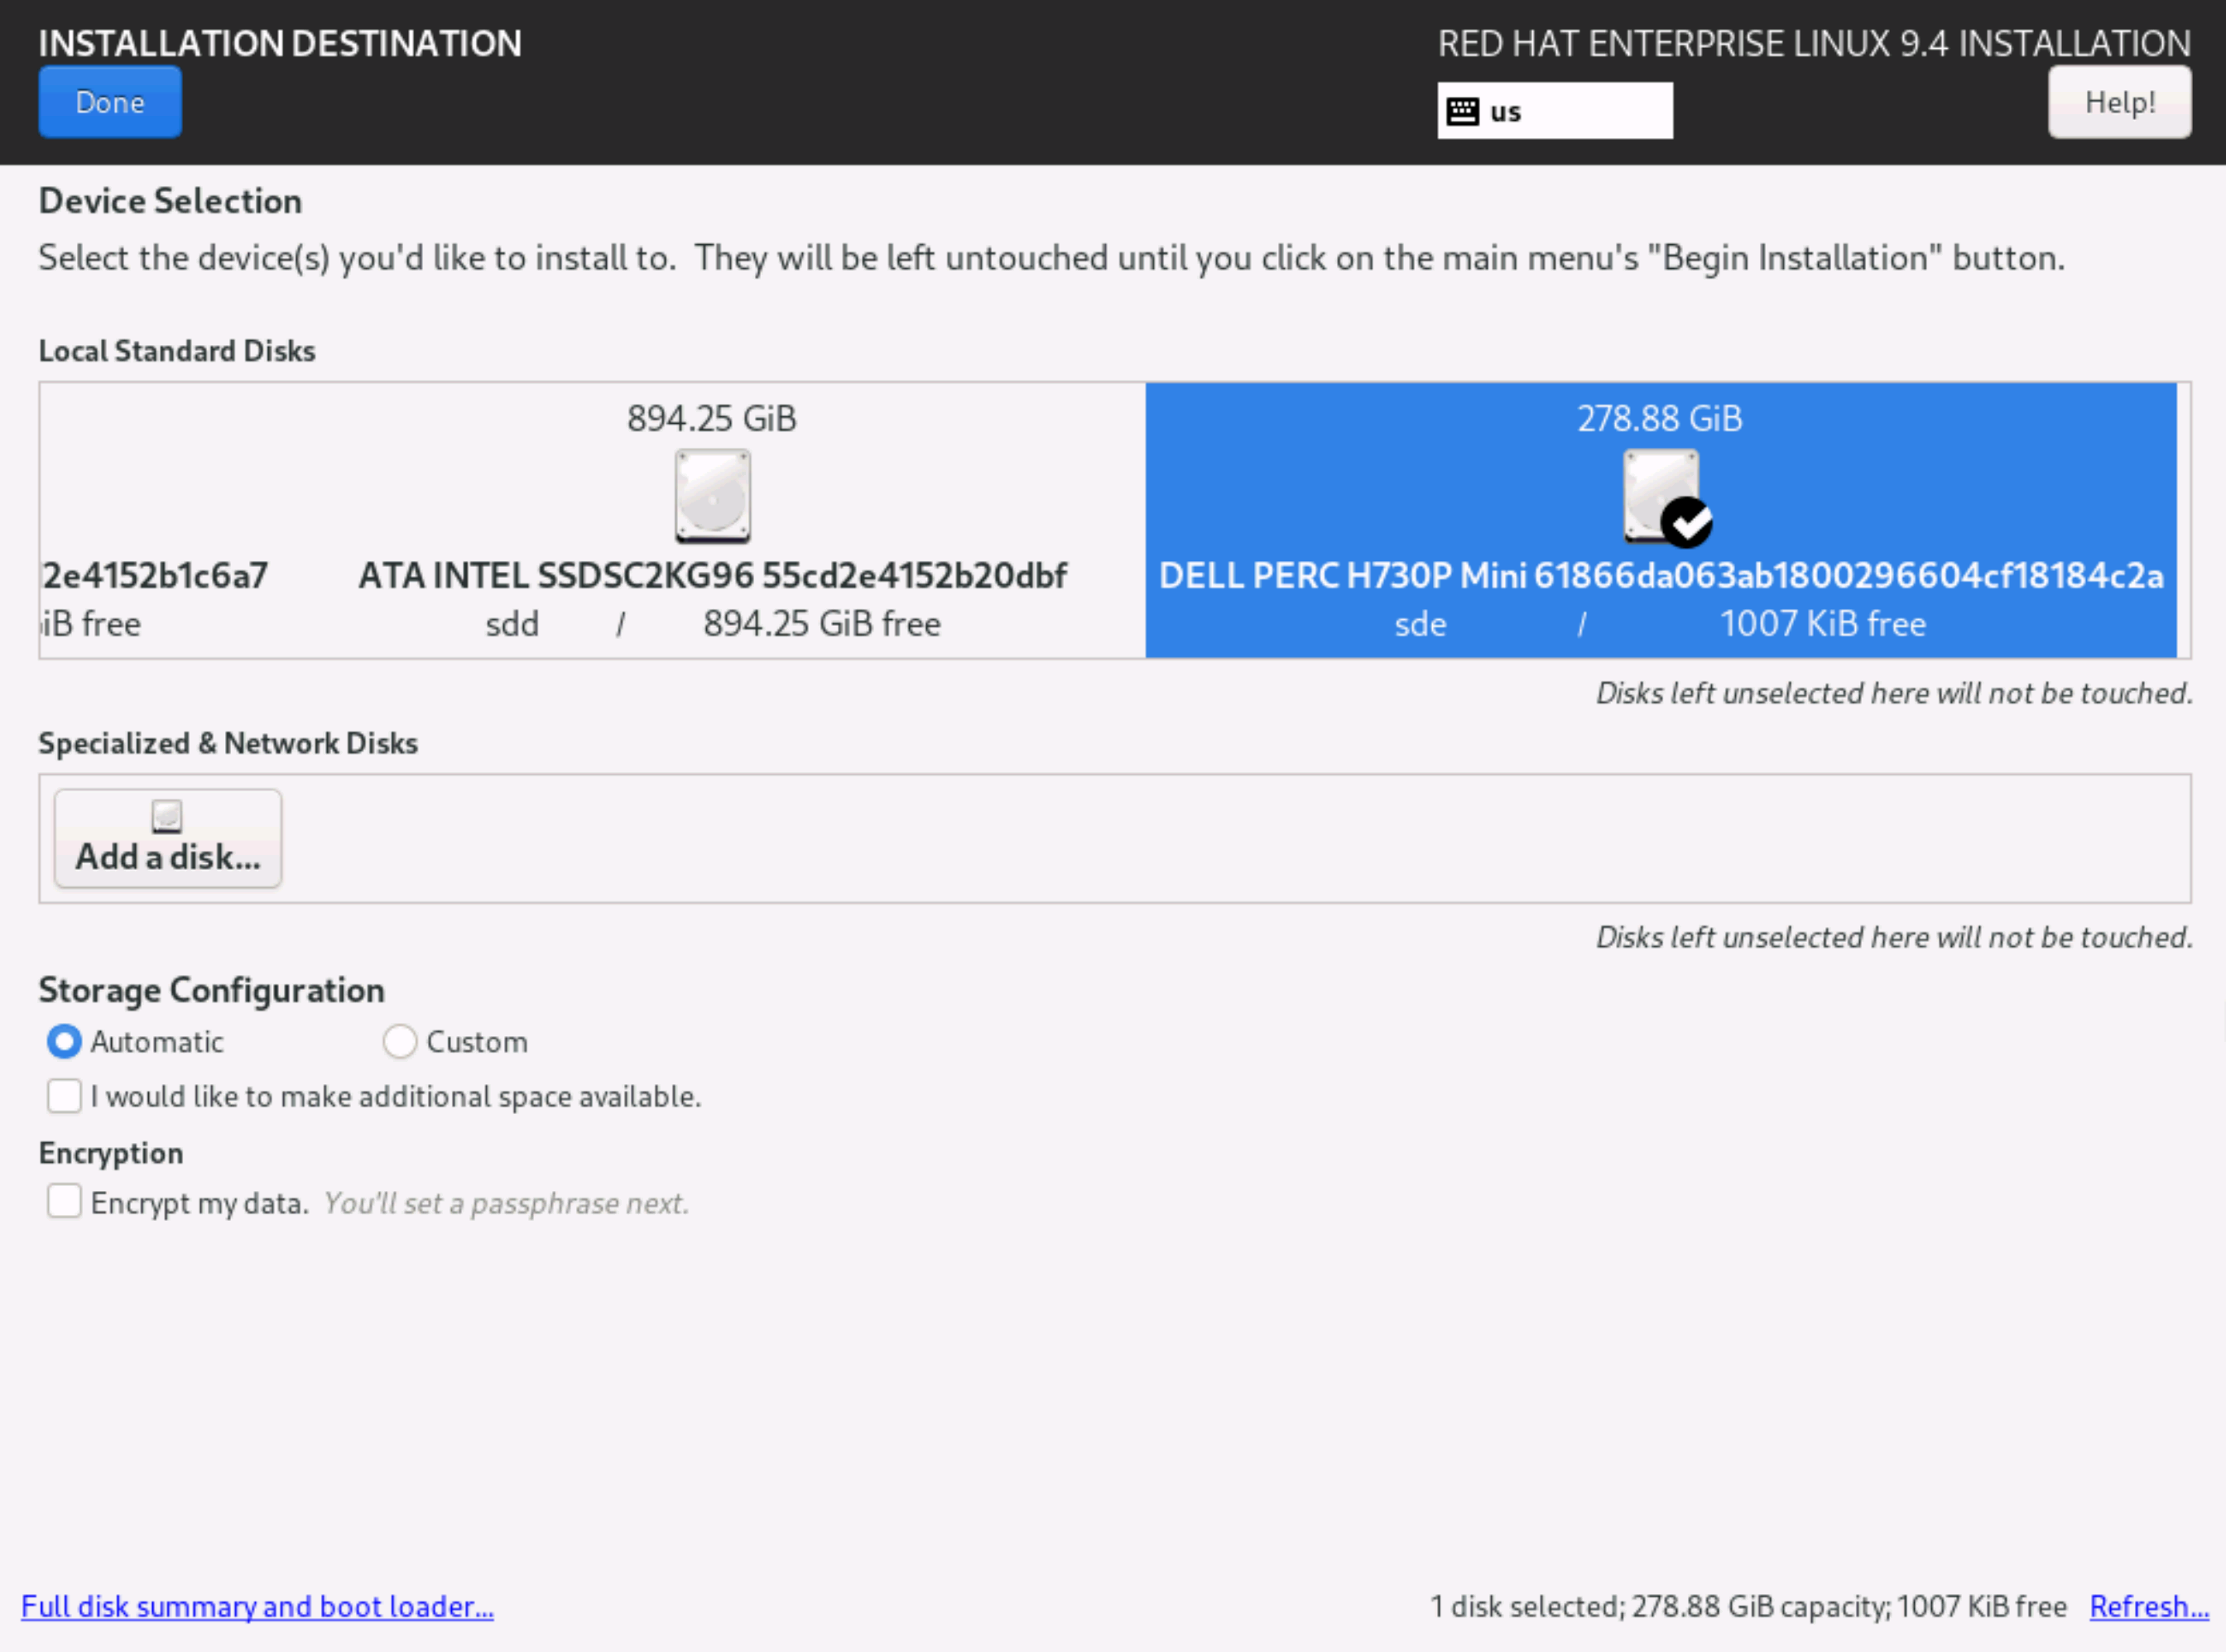 INSTALLATION DESTINATION
RED HAT ENTERPRISE LINUX 9.4 INSTALLATION
Done
us
Help!
Device Selection
Select the device(s) you'd like to install to.  They will be left untouched until you click on the main menu's "Begin Installation" button.
Local Standard Disks
894.25 GiB
278.88 GiB
2e4152b1c6a7
ATA INTEL SSDSC2KG96 55cd2e4152b20dbf
DELL PERC H730P Mini 61866da063ab1800296604cf18184c2a
iB free
sdd / 894.25 GiB free
sde / 1007 KiB free
Disks left unselected here will not be touched.
Specialized & Network Disks
Add a disk...
Disks left unselected here will not be touched.
Storage Configuration
Automatic
Custom
I would like to make additional space available.
Encryption
Encrypt my data. You'll set a passphrase next.
Full disk summary and boot loader...
1 disk selected; 278.88 GiB capacity; 1007 KiB free
Refresh...